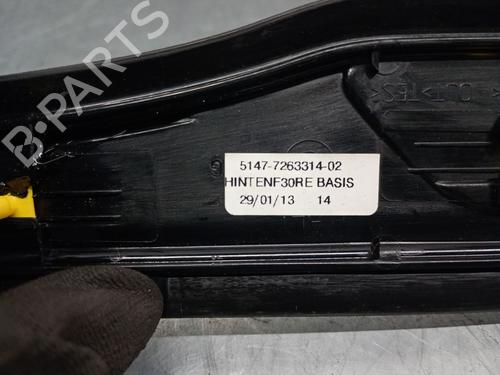 B-PARTS
5147-7263314-02
HINTENF30RE BASIS
29/01/13 14